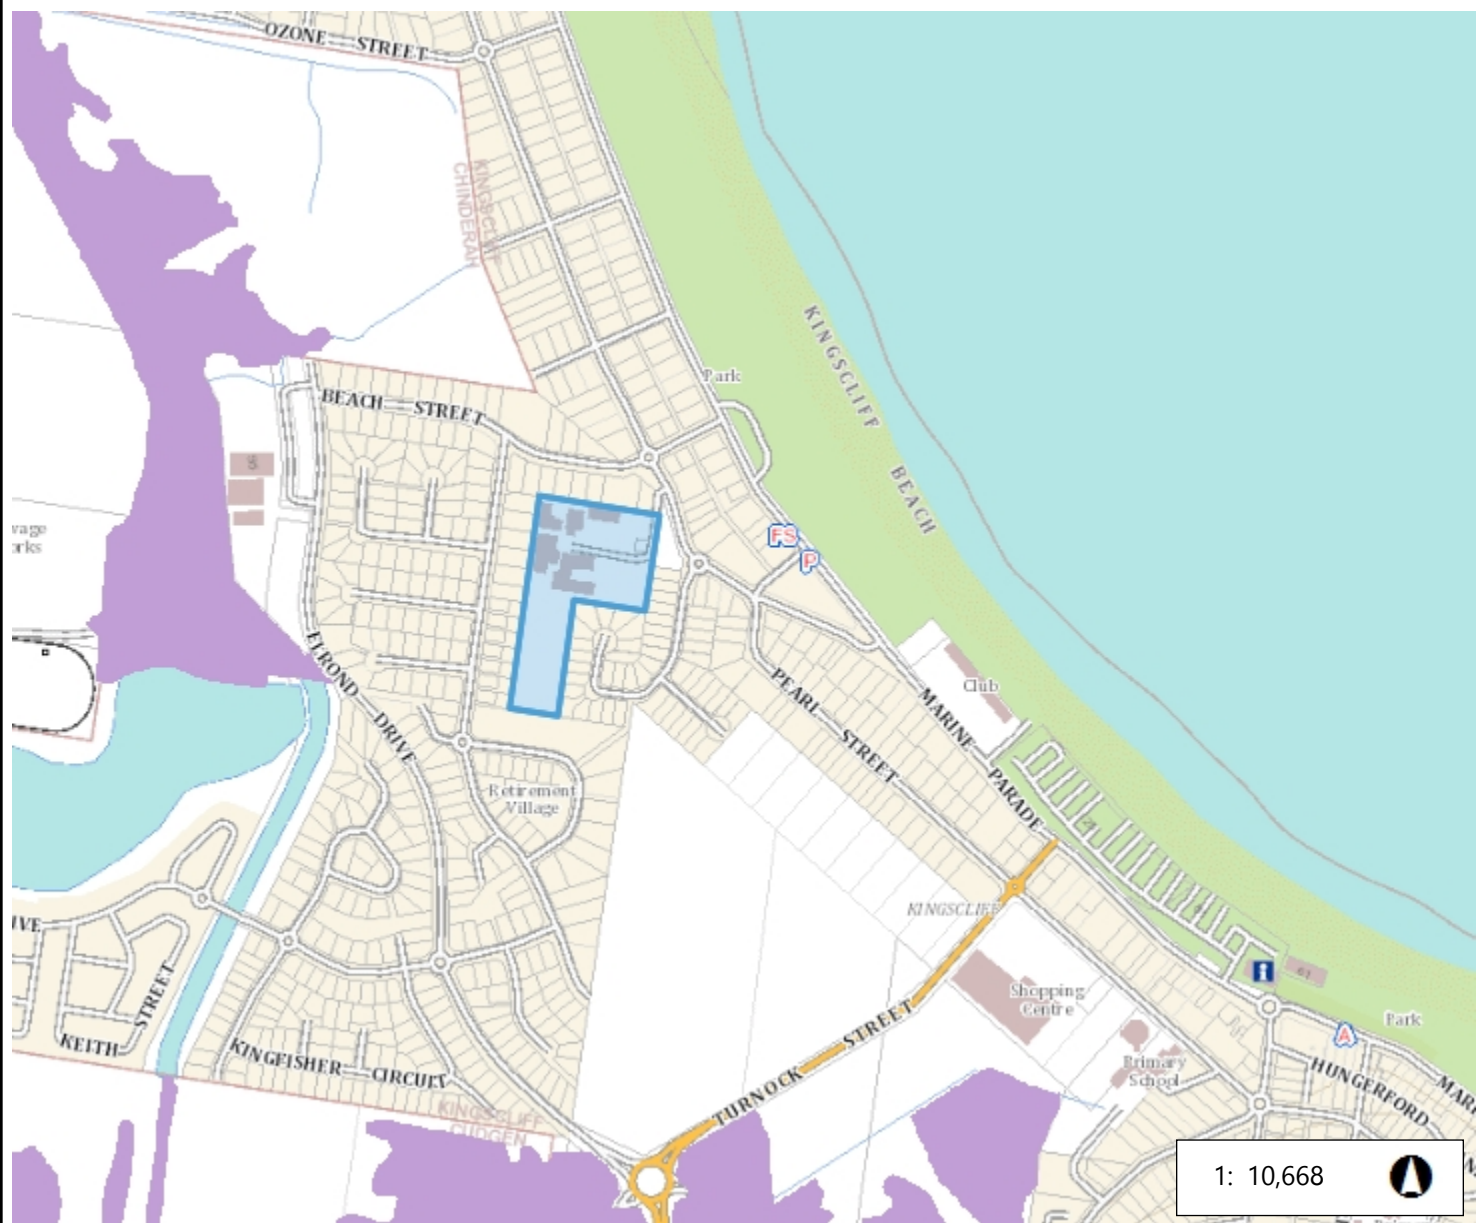 OZONE STREET
KINGSCLIFF
CHINDERAH
Park
KINGSCLIFF BEACH
BEACH STREET
FS
P
ELROND DRIVE
Club
PEARL STREET
MARINE PARADE
Retirement
Village
KINGSCLIFF
Shopping
Centre
STREET
KEITH
KINGFISHER CIRCUIT
TURNOCK STREET
Primary
School
A
Park
HUNGERFORD
KINGSCLIFF
CUDGEN
1: 10,668